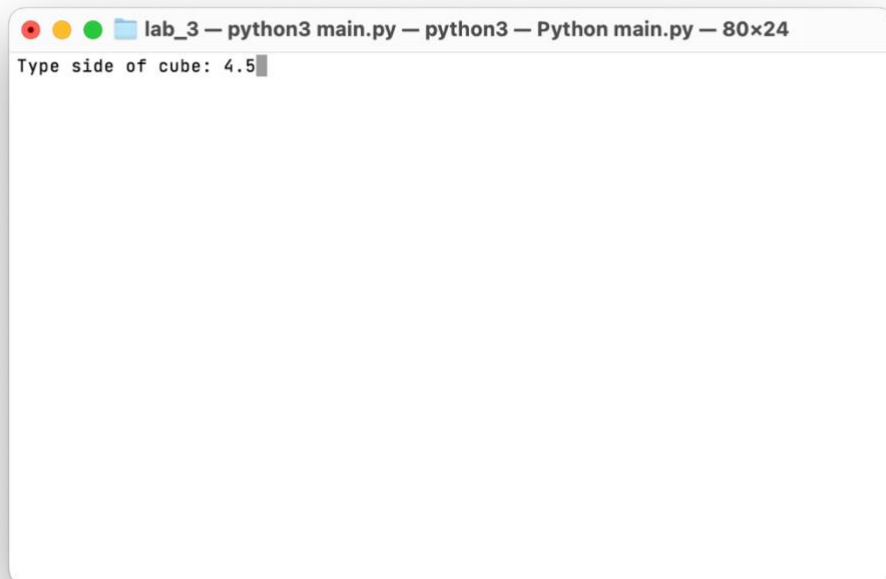 lab_3 — python3 main.py — python3 — Python main.py — 80×24
Type side of cube: 4.5